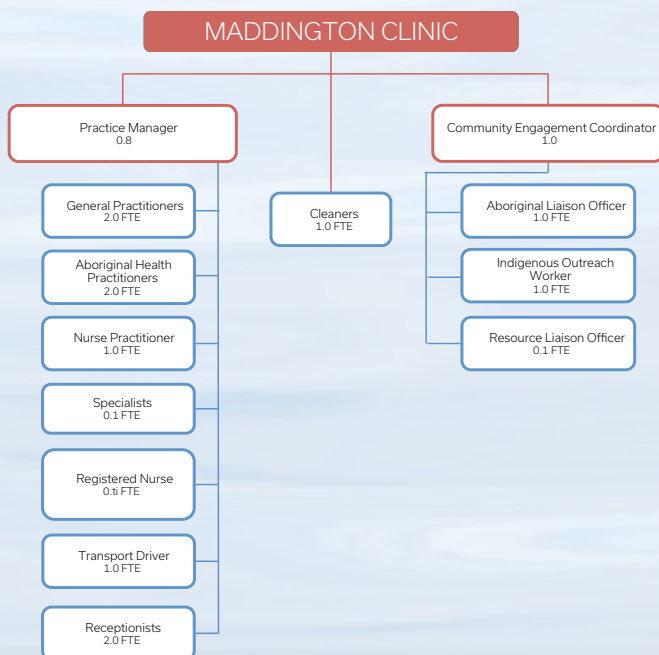 MADDINGTON CLINIC
Practice Manager
0.8
Community Engagement Coordinator
1.0
General Practitioners
2.0 FTE
Aboriginal Health
Practitioners
2.0 FTE
Nurse Practitioner
1.0 FTE
Specialists
0.1 FTE
Registered Nurse
0.ti FTE
Transport Driver
1.0 FTE
Receptionists
2.0 FTE
Cleaners
1.0 FTE
Aboriginal Liaison Officer
1.0 FTE
Indigenous Outreach
Worker
1.0 FTE
Resource Liaison Officer
0.1 FTE